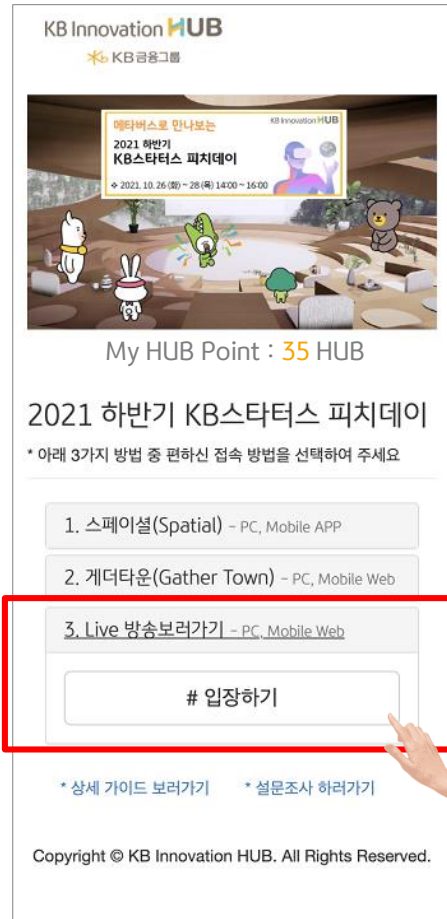 KB Innovation HUB
KB금융그룹
메타버스로 만나보는
KB Innovation HUB
2021 하반기
KB스타터스 피치데이
❖ 2021. 10. 26 (화) ~ 28 (목) 14:00 ~ 16:00
My HUB Point : 35 HUB
2021 하반기 KB스타터스 피치데이
* 아래 3가지 방법 중 편하신 접속 방법을 선택하여 주세요
1. 스페이셜(Spatial) - PC, Mobile APP
2. 게더타운(Gather Town) - PC, Mobile Web
3. Live 방송보러가기 - PC, Mobile Web
# 입장하기
* 상세 가이드 보러가기 * 설문조사 하러가기
Copyright © KB Innovation HUB. All Rights Reserved.